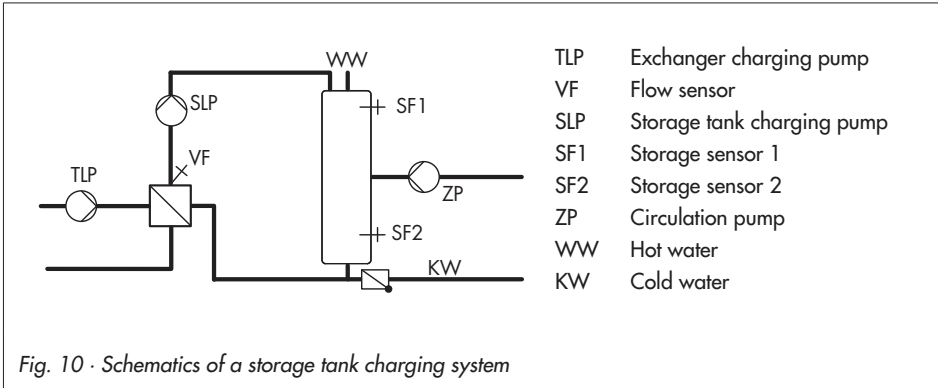 WW
SLP
SF1
VF
TLP
ZP
SF2
KW
TLP Exchanger charging pump
VF Flow sensor
SLP Storage tank charging pump
SF1 Storage sensor 1
SF2 Storage sensor 2
ZP Circulation pump
WW Hot water
KW Cold water
Fig. 10 · Schematics of a storage tank charging system